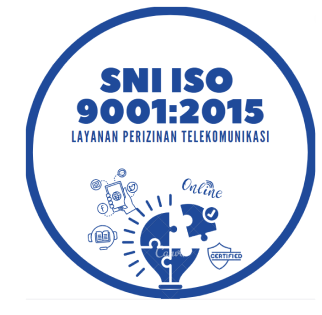 SNI ISO
9001:2015
LAYANAN PERIZINAN TELEKOMUNIKASI
Online
CERTIFIED